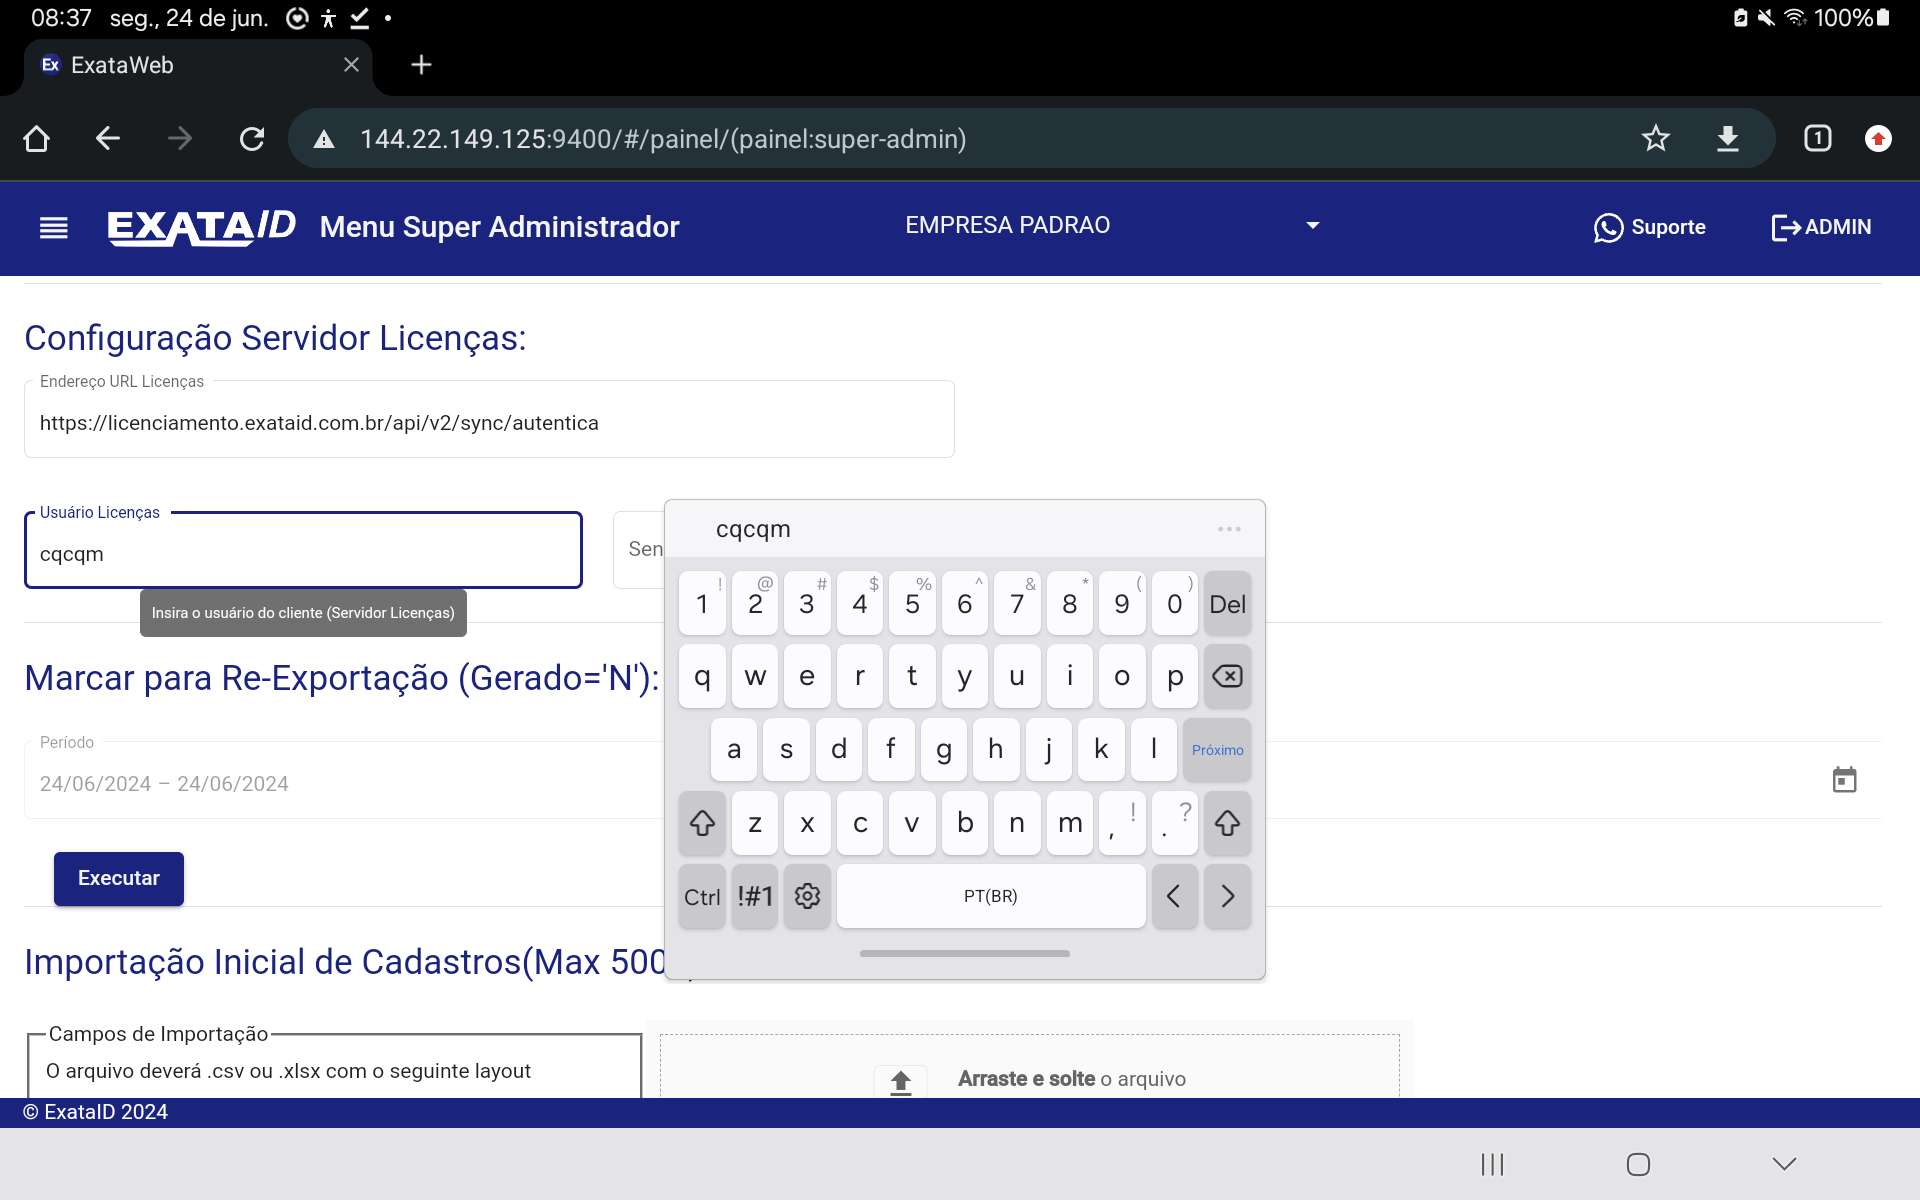 08:37 seg., 24 de jun. 100%
Ex ExataWeb
144.22.149.125:9400/#/painel/(painel:super-admin) 1
EXATAID Menu Super Administrador EMPRESA PADRAO Suporte ADMIN
Configuração Servidor Licenças:
Endereço URL Licenças
https://licenciamento.exataid.com.br/api/v2/sync/autentica
Usuário Licenças
cqcqm
Sen
Insira o usuário do cliente (Servidor Licenças)
Marcar para Re-Exportação (Gerado='N'):
Período
24/06/2024 – 24/06/2024
Executar
Importação Inicial de Cadastros(Max 500
Campos de Importação
O arquivo deverá .csv ou .xlsx com o seguinte layout
Arraste e solte o arquivo
cqcqm
! @ # $ % ^ & * ( )
1 2 3 4 5 6 7 8 9 0 Del
q w e r t y u i o p
a s d f g h j k l Próximo
z x c v b n m , ! . ?
Ctrl !#1 PT(BR) < >
© ExataID 2024